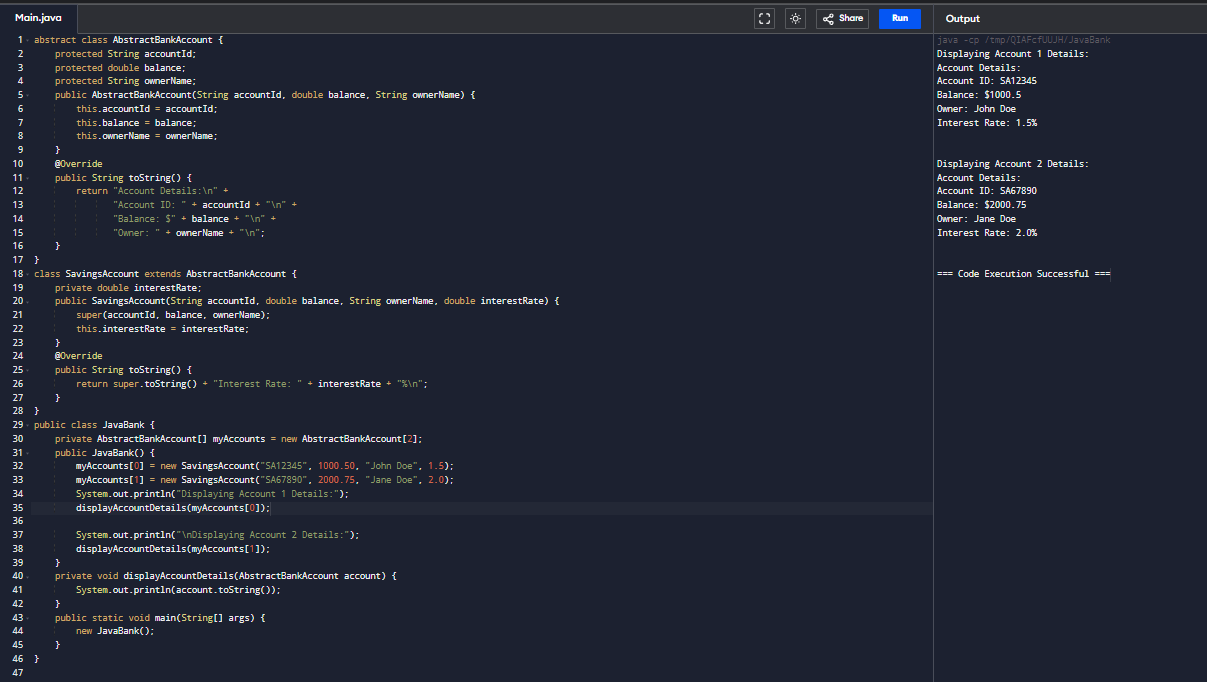 Main.java
Share
Run
Output
1 abstract class AbstractBankAccount {
2     protected String accountId;
3     protected double balance;
4     protected String ownerName;
5     public AbstractBankAccount(String accountId, double balance, String ownerName) {
6         this.accountId = accountId;
7         this.balance = balance;
8         this.ownerName = ownerName;
9     }
10     @Override
11     public String toString() {
12         return "Account Details:\n" +
13                "Account ID: " + accountId + "\n" +
14                "Balance: $" + balance + "\n" +
15                "Owner: " + ownerName + "\n";
16     }
17 }
18 class SavingsAccount extends AbstractBankAccount {
19     private double interestRate;
20     public SavingsAccount(String accountId, double balance, String ownerName, double interestRate) {
21         super(accountId, balance, ownerName);
22         this.interestRate = interestRate;
23     }
24     @Override
25     public String toString() {
26         return super.toString() + "Interest Rate: " + interestRate + "%\n";
27     }
28 }
29 public class JavaBank {
30     private AbstractBankAccount[] myAccounts = new AbstractBankAccount[2];
31     public JavaBank() {
32         myAccounts[0] = new SavingsAccount("SA12345", 1000.50, "John Doe", 1.5);
33         myAccounts[1] = new SavingsAccount("SA67890", 2000.75, "Jane Doe", 2.0);
34         System.out.println("Displaying Account 1 Details:");
35         displayAccountDetails(myAccounts[0]);
36
37         System.out.println("\nDisplaying Account 2 Details:");
38         displayAccountDetails(myAccounts[1]);
39     }
40     private void displayAccountDetails(AbstractBankAccount account) {
41         System.out.println(account.toString());
42     }
43     public static void main(String[] args) {
44         new JavaBank();
45     }
46 }
47
java -cp /tmp/QIAFcfUUJH/JavaBank
Displaying Account 1 Details:
Account Details:
Account ID: SA12345
Balance: $1000.5
Owner: John Doe
Interest Rate: 1.5%
Displaying Account 2 Details:
Account Details:
Account ID: SA67890
Balance: $2000.75
Owner: Jane Doe
Interest Rate: 2.0%
=== Code Execution Successful ===